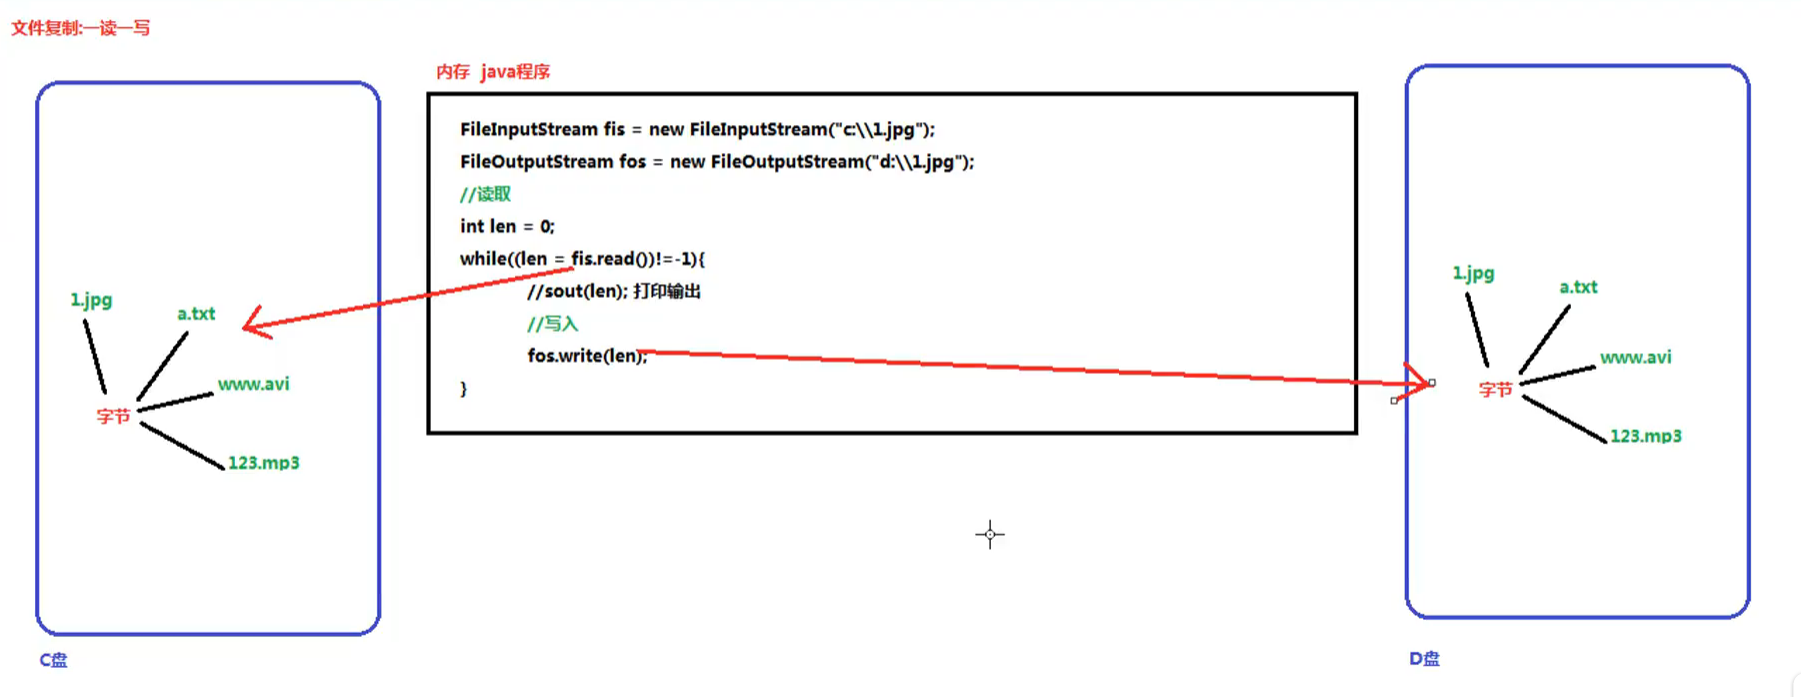 文件复制:一读一写
内存 java程序
FileInputStream fis = new FileInputStream("c:\\1.jpg");
FileOutputStream fos = new FileOutputStream("d:\\1.jpg");
//读取
int len = 0;
while((len = fis.read())!=-1){
//sout(len); 打印输出
//写入
fos.write(len);
}
1.jpg
a.txt
www.avi
字节
123.mp3
C盘
1.jpg
a.txt
www.avi
字节
123.mp3
D盘